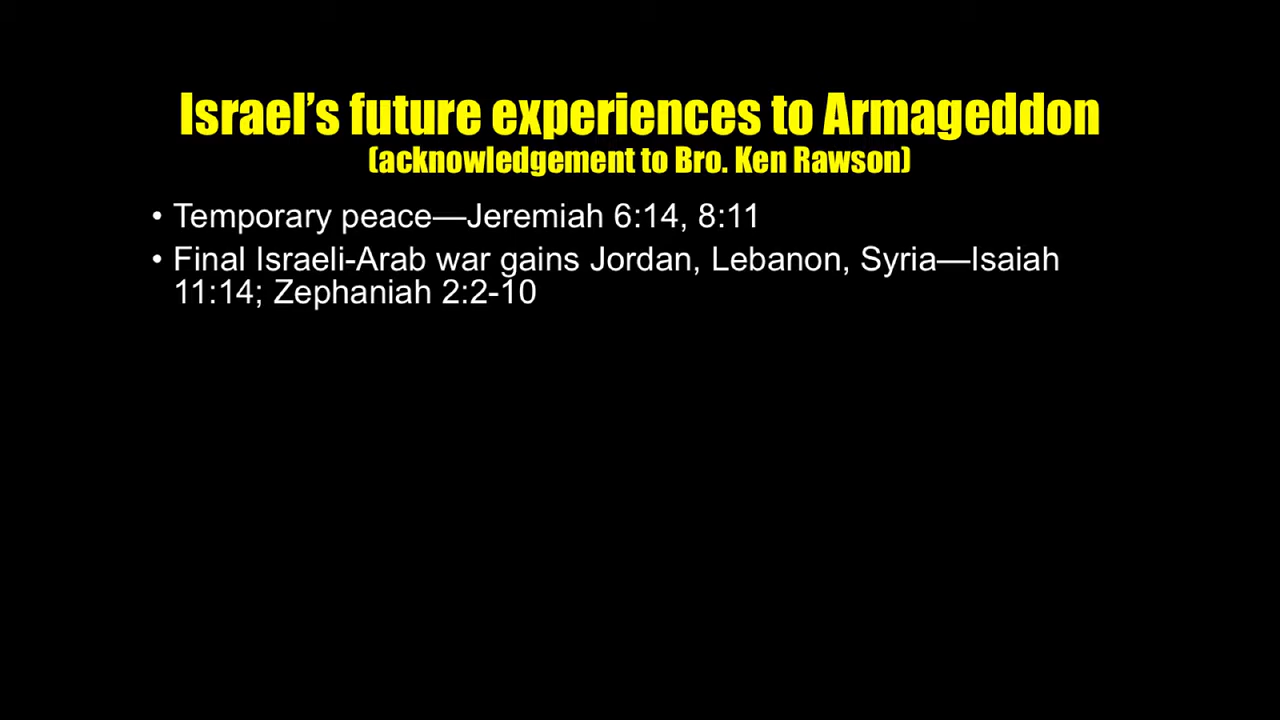 Israel’s future experiences to Armageddon
(acknowledgement to Bro. Ken Rawson)
• Temporary peace—Jeremiah 6:14, 8:11
• Final Israeli-Arab war gains Jordan, Lebanon, Syria—Isaiah
11:14; Zephaniah 2:2-10